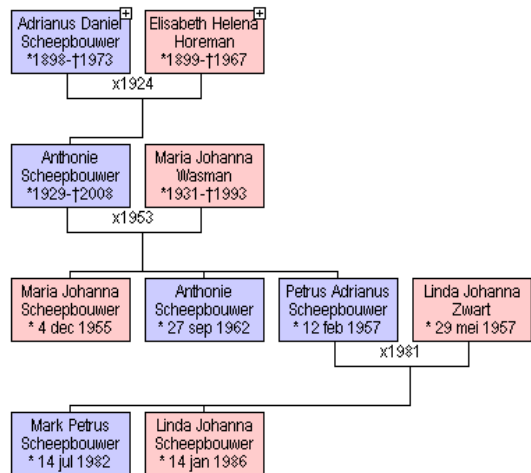 Adrianus Daniel
Scheepbouwer
*1898-†1973
Elisabeth Helena
Horeman
*1899-†1967
x1924
Anthonie
Scheepbouwer
*1929-†2008
Maria Johanna
Wasman
*1931-†1993
x1953
Maria Johanna
Scheepbouwer
* 4 dec 1955
Anthonie
Scheepbouwer
* 27 sep 1962
Petrus Adrianus
Scheepbouwer
* 12 feb 1957
Linda Johanna
Zwart
* 29 mei 1957
x1981
Mark Petrus
Scheepbouwer
* 14 jul 1982
Linda Johanna
Scheepbouwer
* 14 jan 1986